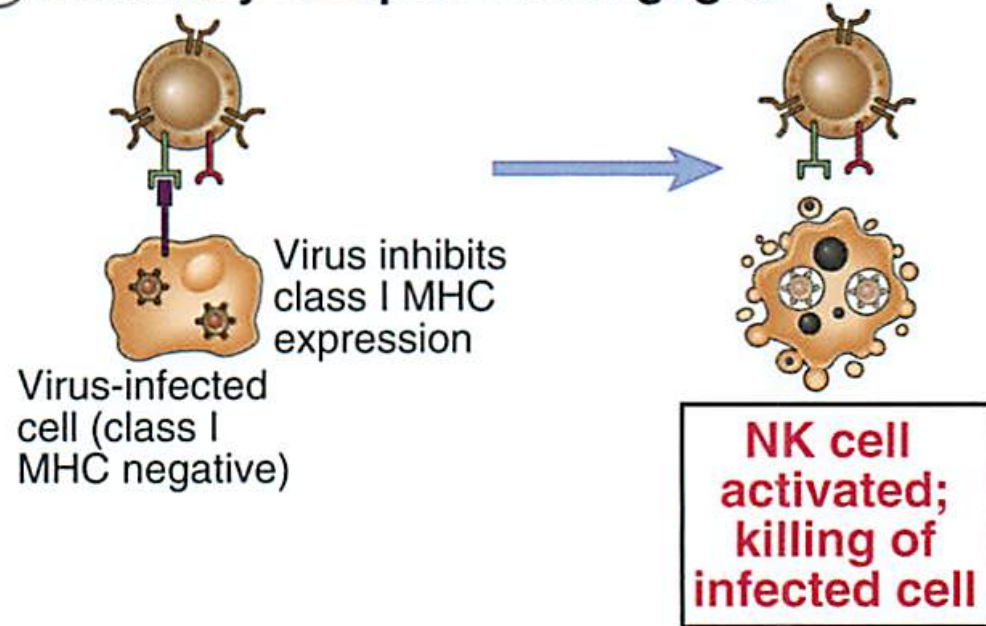 Virus inhibits
class I MHC
expression
Virus-infected
cell (class I
MHC negative)
NK cell
activated;
killing of
infected cell